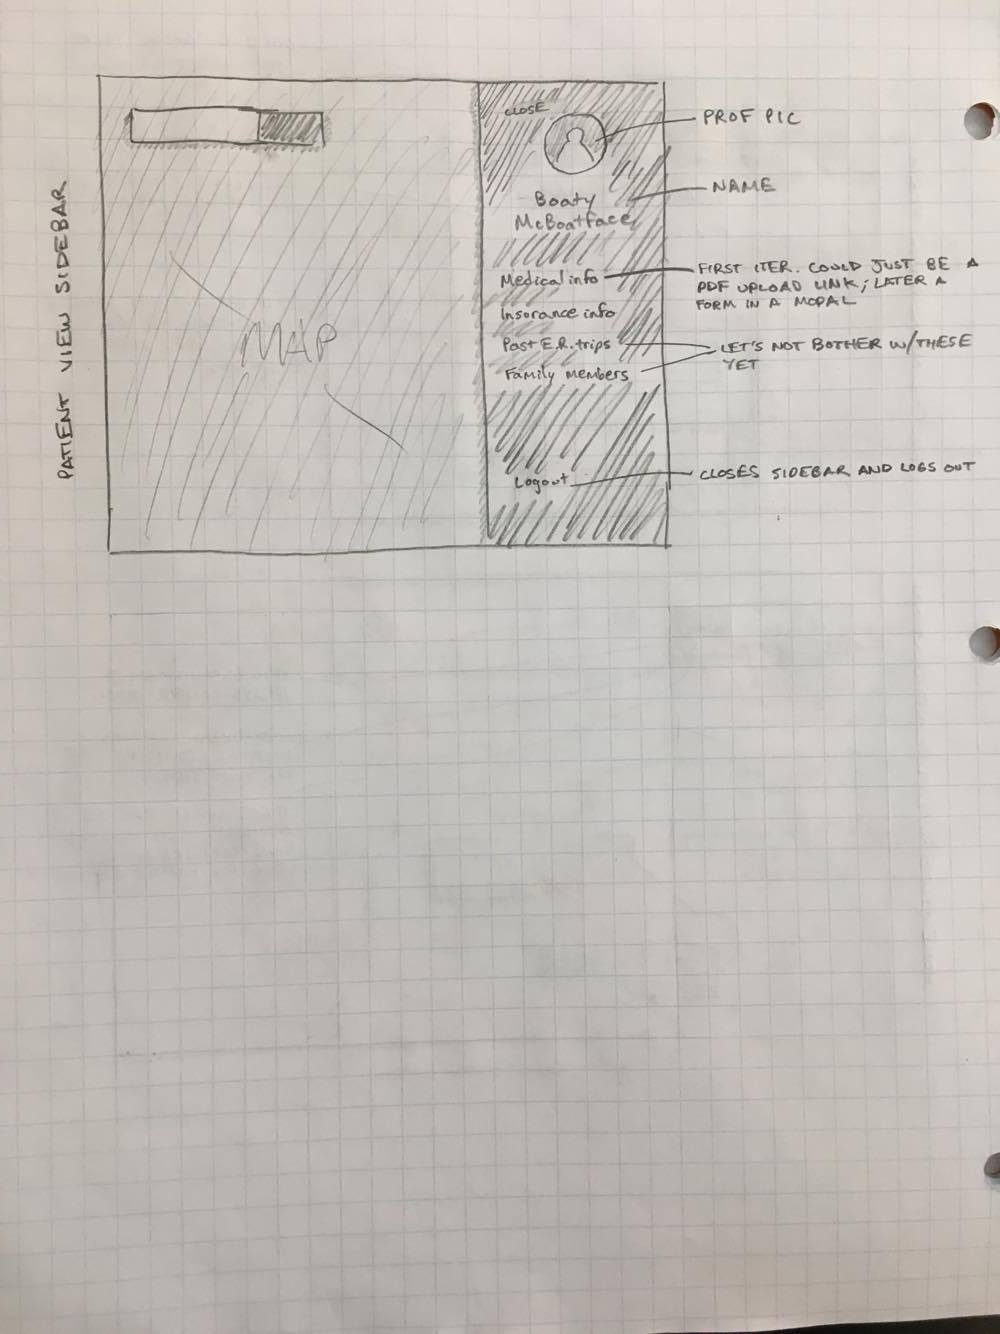 PATIENT VIEW SIDEBAR
MAP
CLOSE
Boaty
McBoatface
Medical info
Insorance info
Past E.R. trips
Family members
Logout
PROF PIC
NAME
FIRST ITER. COULD JUST BE A
PDF UPLOAD LINK; LATER A
FORM IN A MODAL
LET'S NOT BOTHER W/THESE
YET
CLOSES SIDEBAR AND LOGS OUT